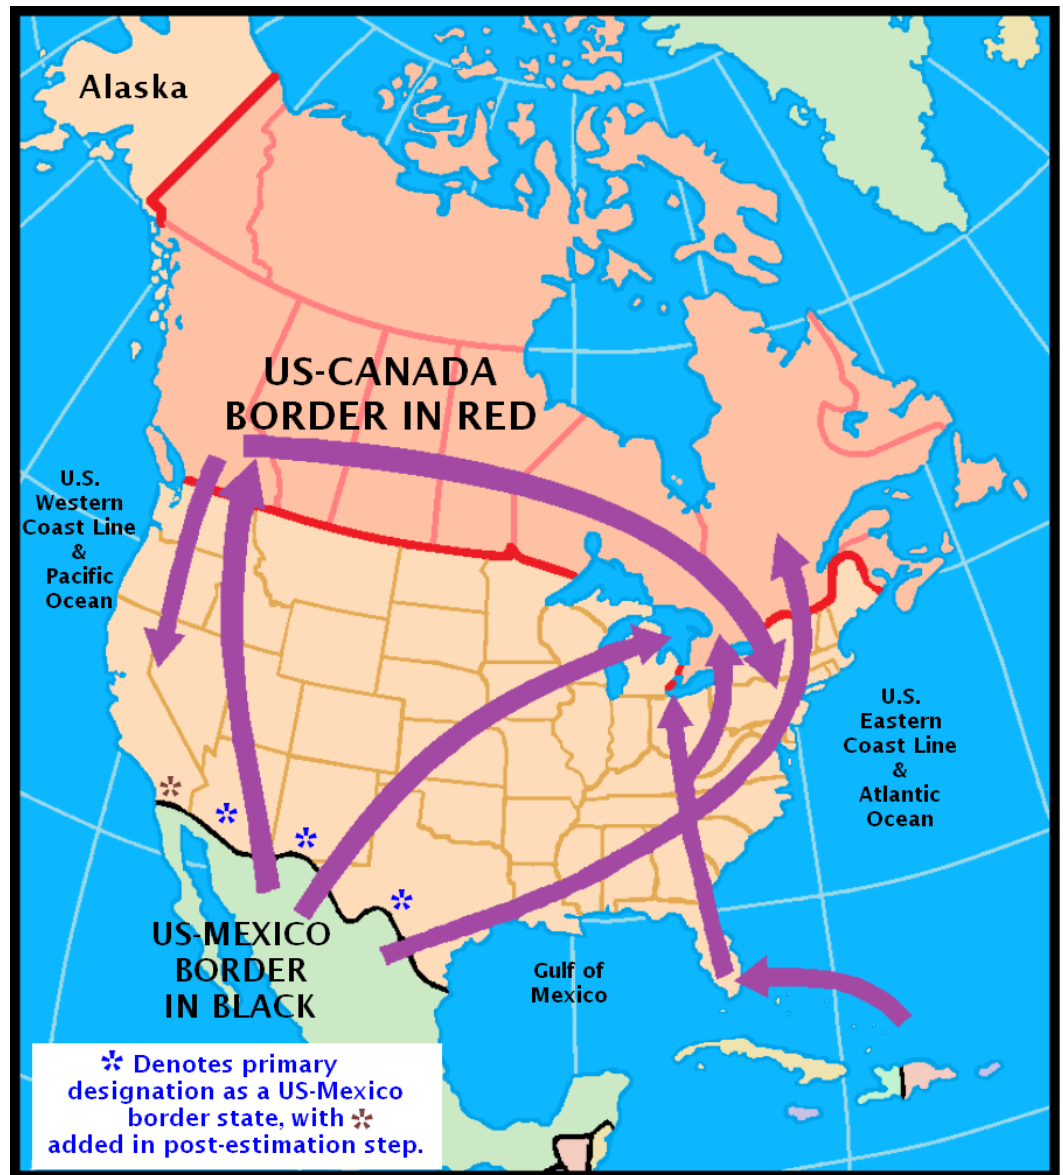 Alaska
US-CANADA
BORDER IN RED
U.S.
Western
Coast Line
&
Pacific
Ocean
U.S.
Eastern
Coast Line
&
Atlantic
Ocean
US-MEXICO
BORDER
IN BLACK
Gulf of
Mexico
* Denotes primary
designation as a US-Mexico
border state, with *
added in post-estimation step.